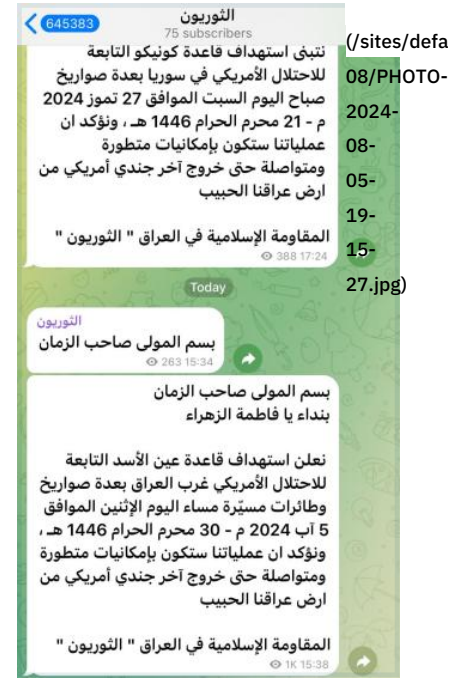 645383
الثوريون
75 subscribers
نتبنى استهداف قاعدة كونيكو التابعة
للاحتلال الأمريكي في سوريا بعدة صواريخ
صباح اليوم السبت الموافق 27 تموز 2024
م - 21 محرم الحرام 1446 هـ ، ونؤكد ان
عملياتنا ستكون بإمكانيات متطورة
ومتواصلة حتى خروج آخر جندي أمريكي من
ارض عراقنا الحبيب
المقاومة الإسلامية في العراق " الثوريون "
388 17:24
Today
الثوريون
بسم المولى صاحب الزمان
263 15:34
بسم المولى صاحب الزمان
بنداء يا فاطمة الزهراء
نعلن استهداف قاعدة عين الأسد التابعة
للاحتلال الأمريكي غرب العراق بعدة صواريخ
وطائرات مسيّرة مساء اليوم الإثنين الموافق
5 آب 2024 م - 30 محرم الحرام 1446 هـ ،
ونؤكد ان عملياتنا ستكون بإمكانيات متطورة
ومتواصلة حتى خروج آخر جندي أمريكي من
ارض عراقنا الحبيب
المقاومة الإسلامية في العراق " الثوريون "
1K 15:38
(/sites/defa
08/PHOTO-
2024-
08-
05-
19-
15-
27.jpg)